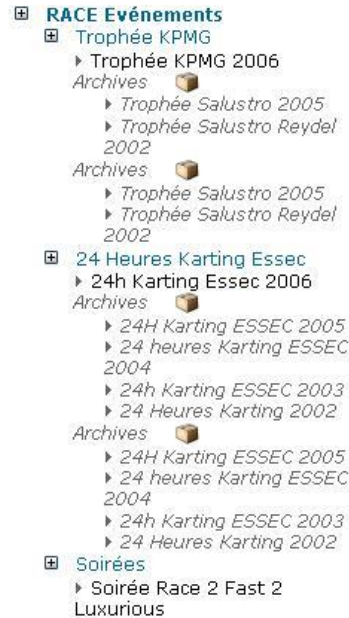 RACE Evénements
Trophée KPMG
Trophée KPMG 2006
Archives
Trophée Salustro 2005
Trophée Salustro Reydel
2002
Archives
Trophée Salustro 2005
Trophée Salustro Reydel
2002
24 Heures Karting Essec
24h Karting Essec 2006
Archives
24H Karting ESSEC 2005
24 heures Karting ESSEC
2004
24h Karting ESSEC 2003
24 Heures Karting 2002
Archives
24H Karting ESSEC 2005
24 heures Karting ESSEC
2004
24h Karting ESSEC 2003
24 Heures Karting 2002
Soirées
Soirée Race 2 Fast 2
Luxurious